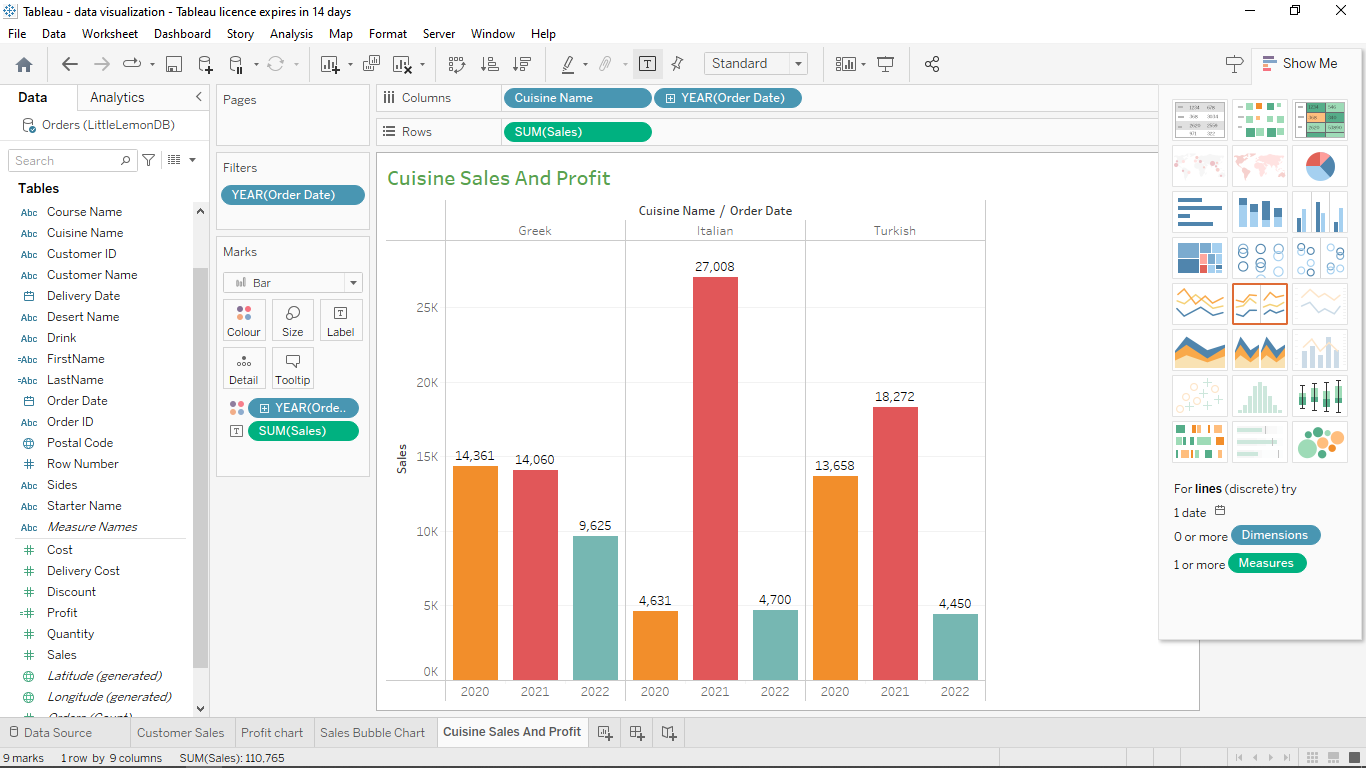 Tableau - data visualization - Tableau licence expires in 14 days
File Data Worksheet Dashboard Story Analysis Map Format Server Window Help
Standard
Show Me
Data Analytics
Orders (LittleLemonDB)
Search
Tables
Abc Course Name
Abc Cuisine Name
Abc Customer ID
Abc Customer Name
Delivery Date
Abc Desert Name
Abc Drink
=Abc FirstName
=Abc LastName
Order Date
Abc Order ID
Postal Code
# Row Number
Abc Sides
Abc Starter Name
Abc Measure Names
# Cost
# Delivery Cost
# Discount
=# Profit
# Quantity
# Sales
Latitude (generated)
Longitude (generated)
Orders (Count)
Pages
Filters
YEAR(Order Date)
Marks
Bar
Colour Size Label
Detail Tooltip
YEAR(Orde..
SUM(Sales)
Columns Cuisine Name YEAR(Order Date)
Rows SUM(Sales)
Cuisine Sales And Profit
Cuisine Name / Order Date
Greek Italian Turkish
Sales
25K
20K
15K
10K
5K
0K
14,361 14,060 9,625
4,631 27,008 4,700
13,658 18,272 4,450
2020 2021 2022 2020 2021 2022 2020 2021 2022
For lines (discrete) try
1 date
0 or more Dimensions
1 or more Measures
Data Source Customer Sales Profit chart Sales Bubble Chart Cuisine Sales And Profit
9 marks 1 row by 9 columns SUM(Sales): 110,765